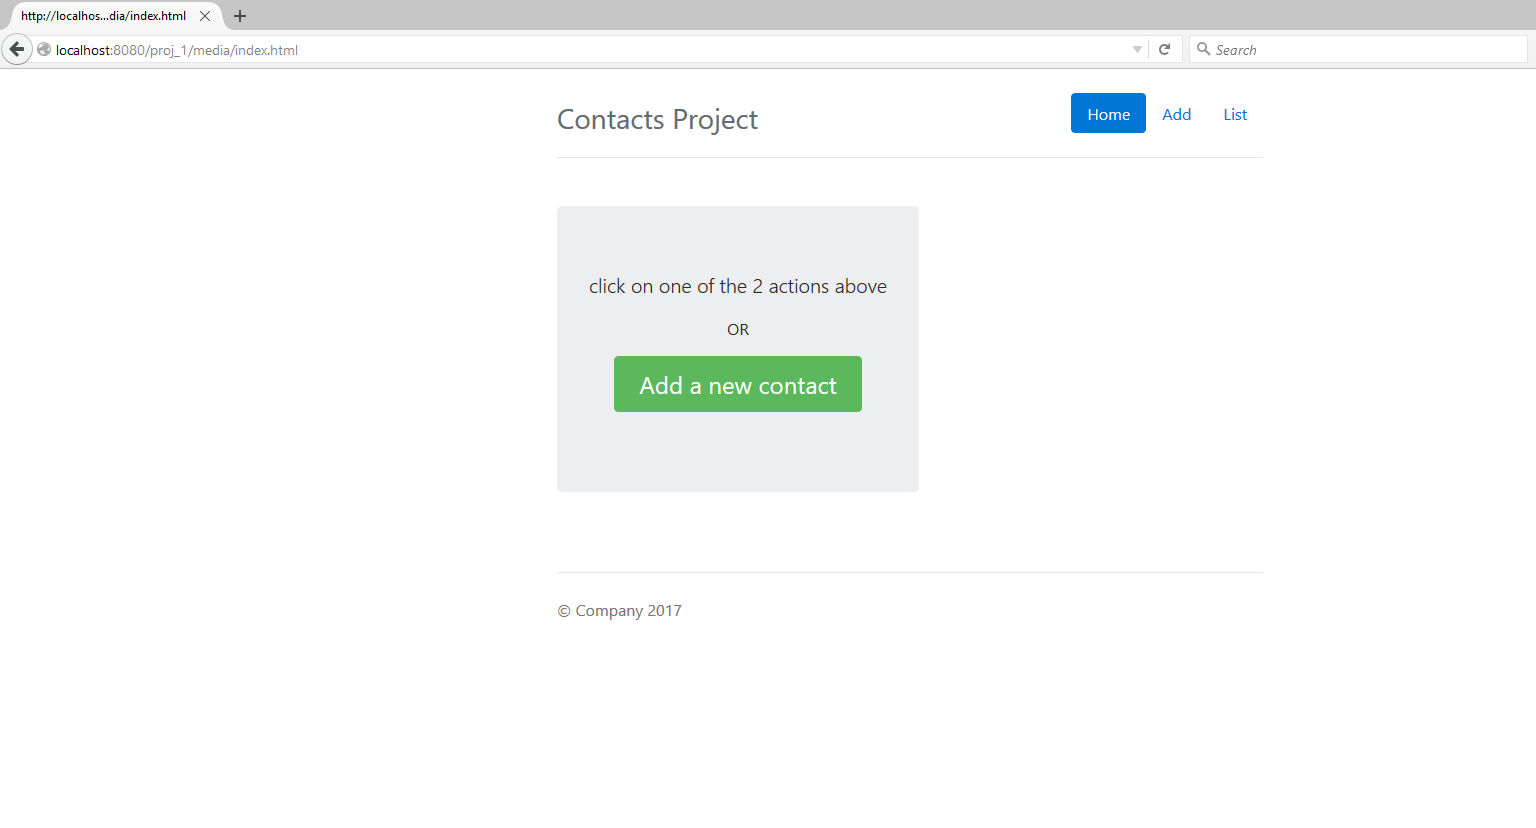 http://localhos...dia/index.html
localhost:8080/proj_1/media/index.html
Search
Contacts Project
Home Add List
click on one of the 2 actions above
OR
Add a new contact
© Company 2017